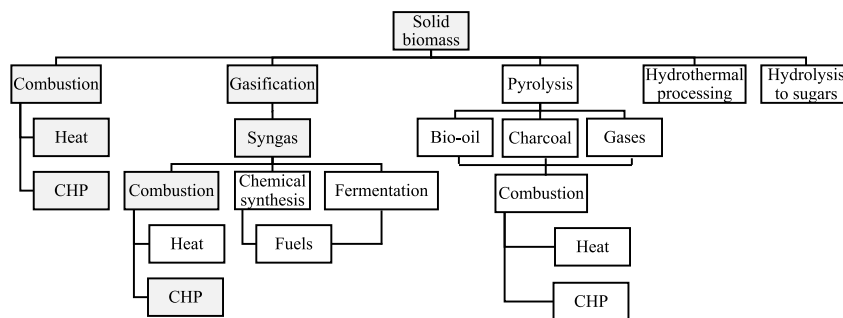 Solid
biomass
Combustion
Gasification
Pyrolysis
Hydrothermal
processing
Hydrolysis
to sugars
Heat
Syngas
Bio-oil
Charcoal
Gases
CHP
Combustion
Chemical
synthesis
Fermentation
Combustion
Heat
Fuels
Heat
CHP
CHP